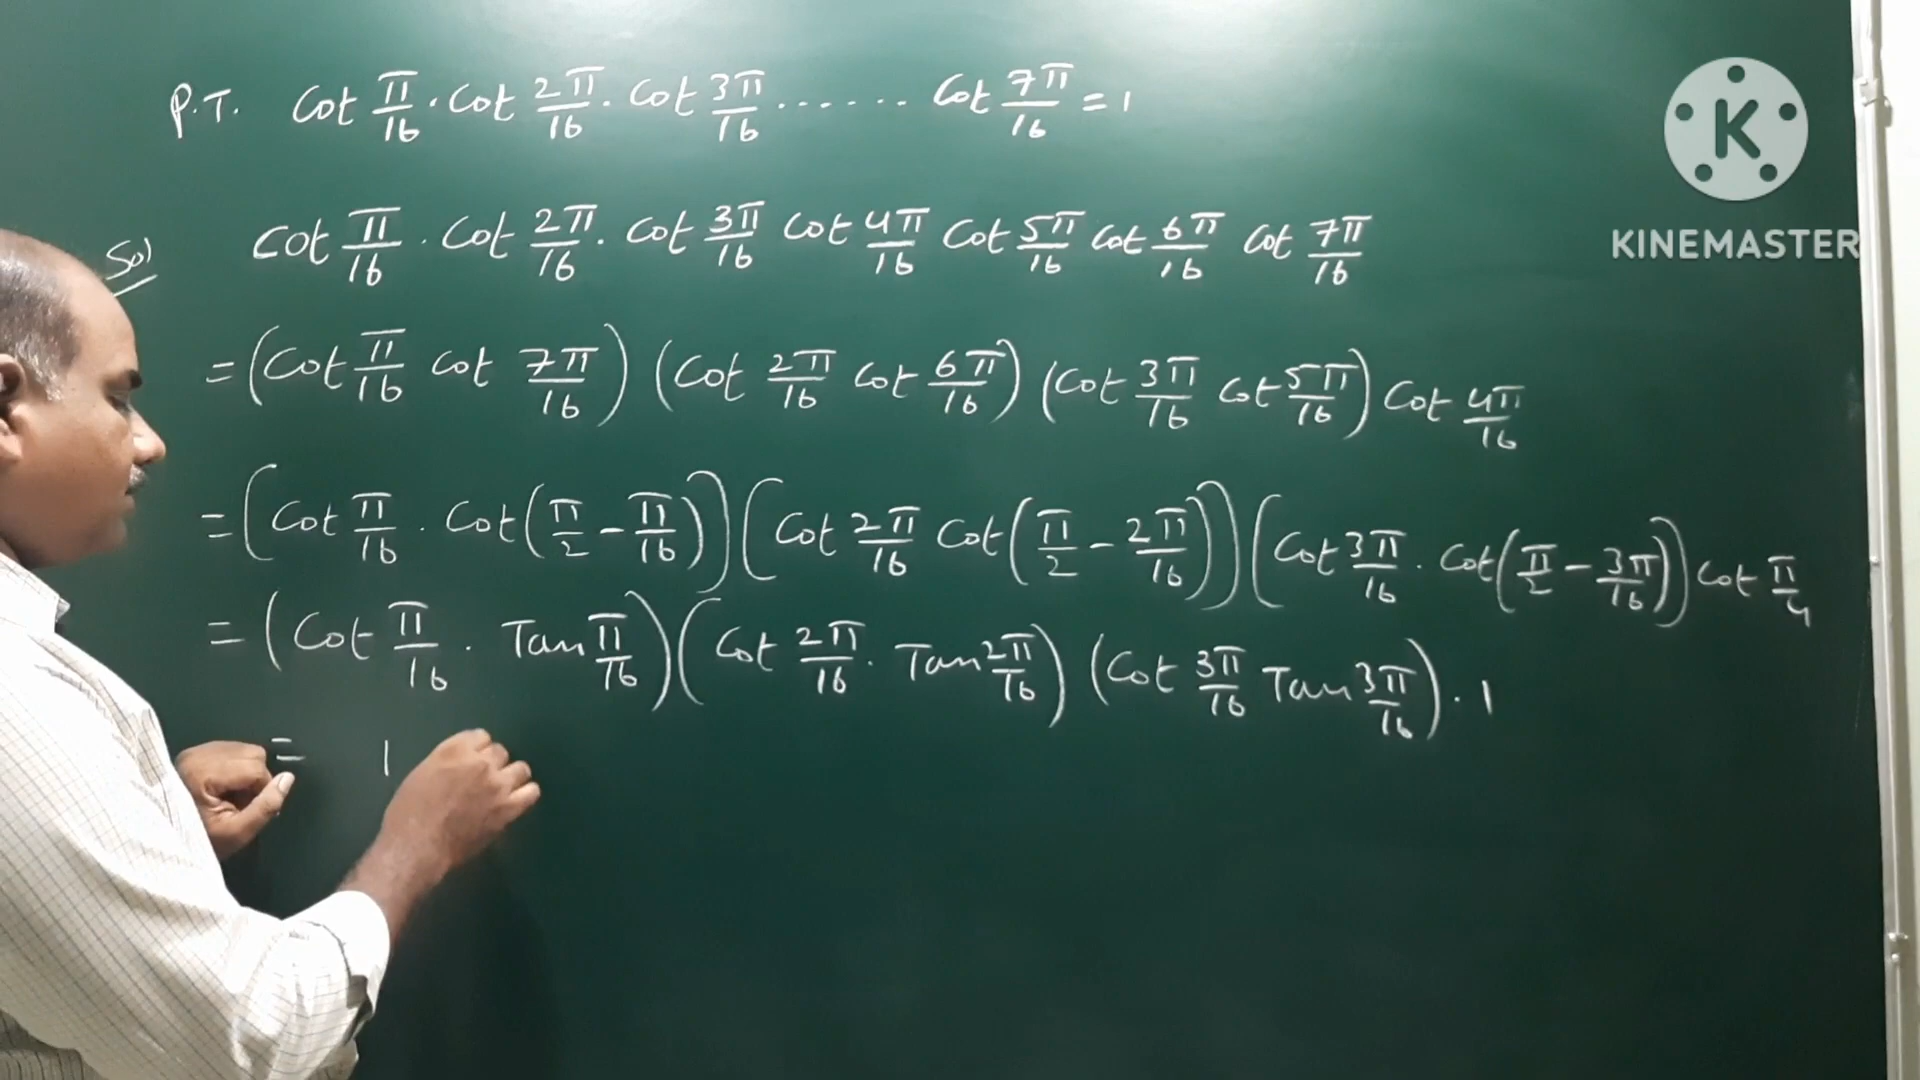 P.T. Cot π/16 . Cot 2π/16 . Cot 3π/16 ....... Cot 7π/16 = 1
K
KINEMASTER
Sol Cot π/16 . Cot 2π/16 . Cot 3π/16 Cot 4π/16 Cot 5π/16 Cot 6π/16 Cot 7π/16
= (Cot π/16 Cot 7π/16) (Cot 2π/16 Cot 6π/16) (Cot 3π/16 Cot 5π/16) Cot 4π/16
= (Cot π/16 . Cot(π/2 - π/16)) (Cot 2π/16 Cot(π/2 - 2π/16)) (Cot 3π/16 . Cot(π/2 - 3π/16)) Cot π/4
= (Cot π/16 . Tan π/16) (Cot 2π/16 . Tan 2π/16) (Cot 3π/16 Tan 3π/16) . 1
= 1